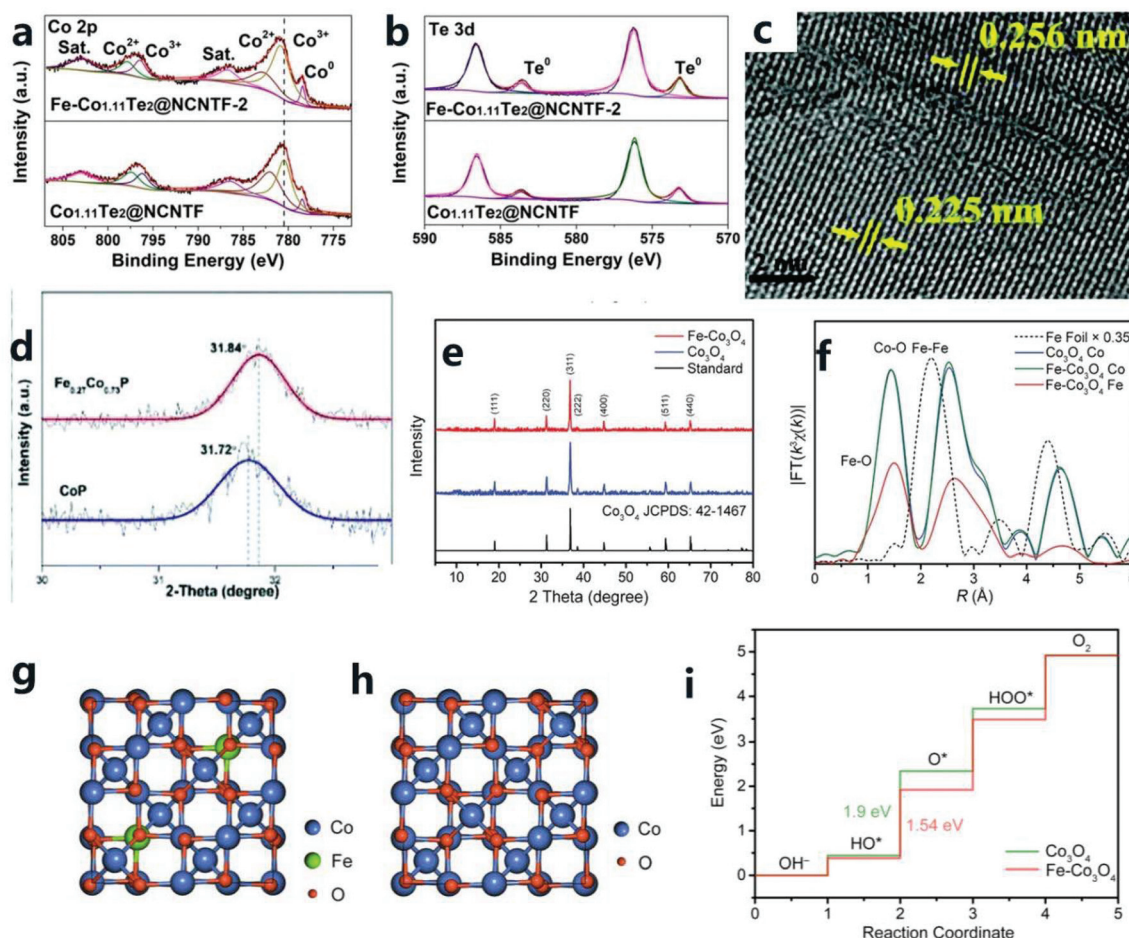 a
Co 2p
Sat. Co²⁺ Co³⁺ Sat. Co²⁺ Co³⁺
Co⁰
Fe-Co₁.₁₁Te₂@NCNTF-2
Co₁.₁₁Te₂@NCNTF
Intensity (a.u.)
805 800 795 790 785 780 775
Binding Energy (eV)
b
Te 3d
Te⁰ Te⁰
Fe-Co₁.₁₁Te₂@NCNTF-2
Co₁.₁₁Te₂@NCNTF
Intensity (a.u.)
590 585 580 575 570
Binding Energy (eV)
c
0.256 nm
0.225 nm
d
31.84°
Fe₀.₂₇Co₀.₇₃P
31.72°
CoP
Intensity (a.u.)
30 31 32
2-Theta (degree)
e
Fe-Co₃O₄
Co₃O₄
Standard
(111) (220) (311) (222) (400) (511) (440)
Co₃O₄ JCPDS: 42-1467
Intensity
10 20 30 40 50 60 70 80
2 Theta (degree)
f
Fe Foil × 0.35
Co₃O₄ Co
Fe-Co₃O₄ Co
Fe-Co₃O₄ Fe
Co-O Fe-Fe
Fe-O
|FT(k³χ(k))|
0 1 2 3 4 5
R (Å)
g
Co
Fe
O
h
Co
O
i
O₂
HOO*
O*
1.9 eV
1.54 eV
HO*
OH⁻
Co₃O₄
Fe-Co₃O₄
Energy (eV)
5
4
3
2
1
0
0 1 2 3 4 5
Reaction Coordinate